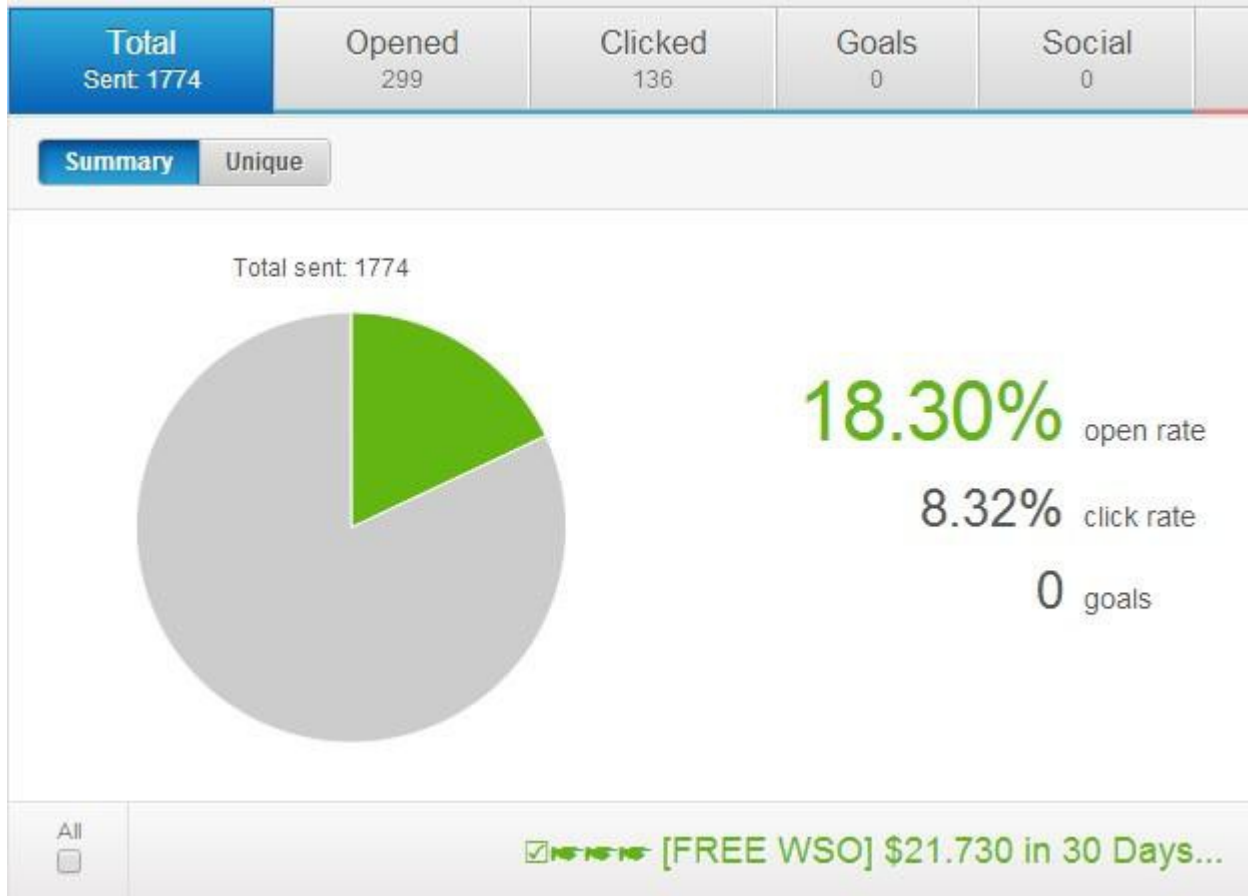 Total Opened Clicked Goals Social
Sent: 1774 299 136 0 0
Summary Unique
Total sent: 1774
18.30% open rate
8.32% click rate
0 goals
All
☑☛☛☛ [FREE WSO] $21.730 in 30 Days...